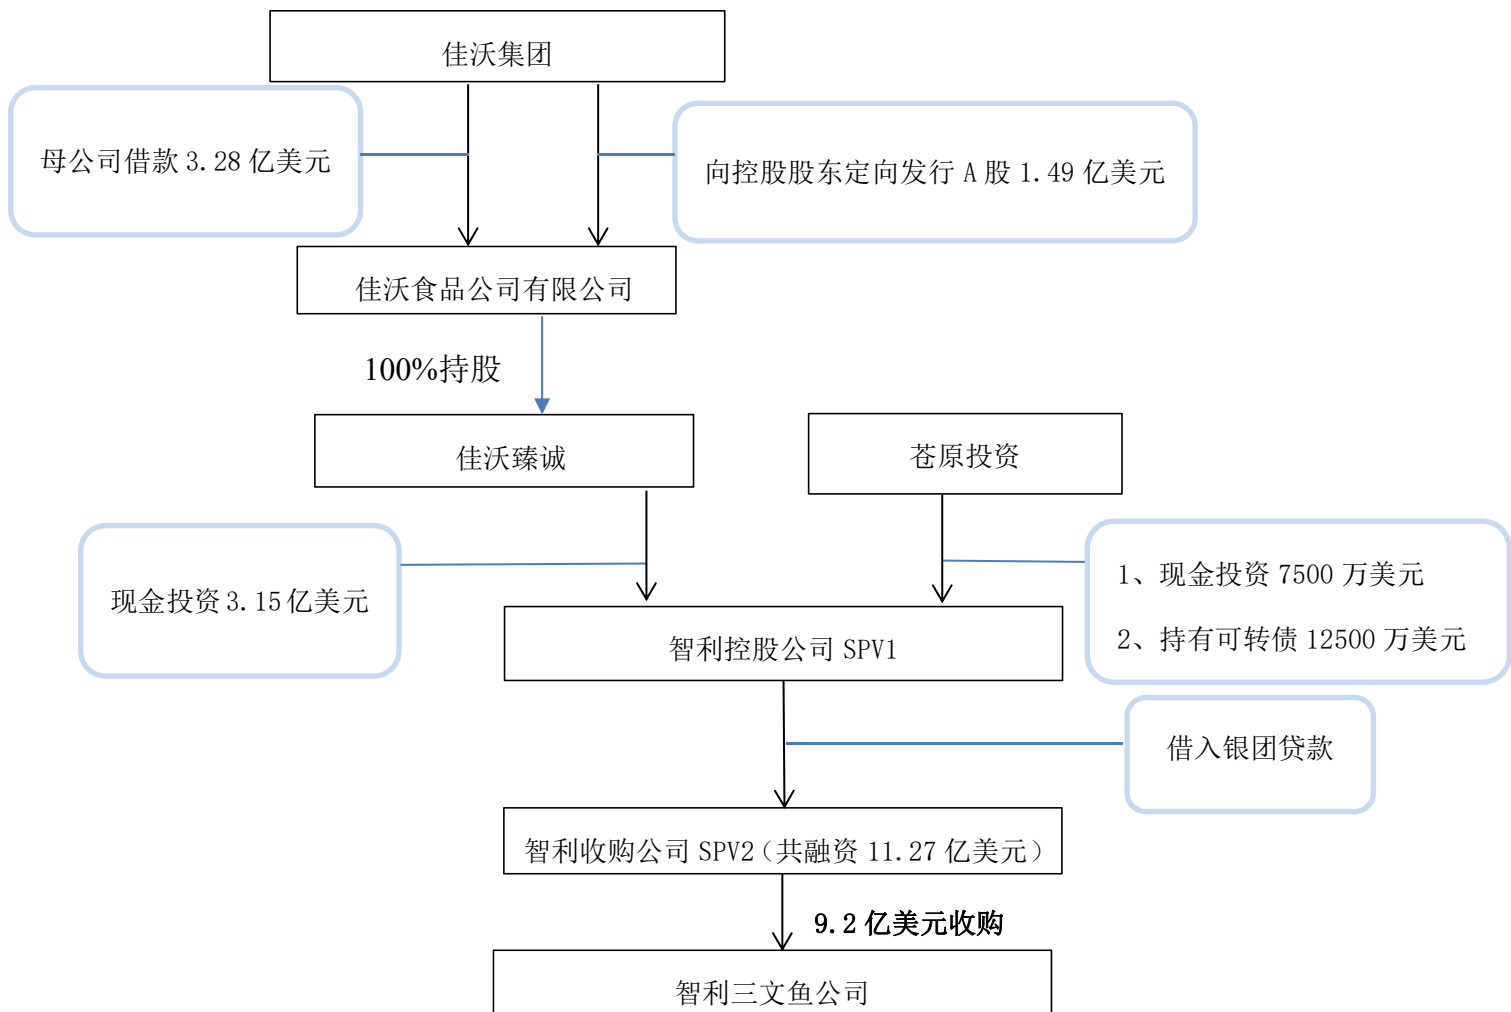 佳沃集团
母公司借款 3.28 亿美元
向控股股东定向发行 A 股 1.49 亿美元
佳沃食品公司有限公司
100%持股
佳沃臻诚
苍原投资
现金投资 3.15 亿美元
1、现金投资 7500 万美元
2、持有可转债 12500 万美元
智利控股公司 SPV1
借入银团贷款
智利收购公司 SPV2（共融资 11.27 亿美元）
9.2 亿美元收购
智利三文鱼公司